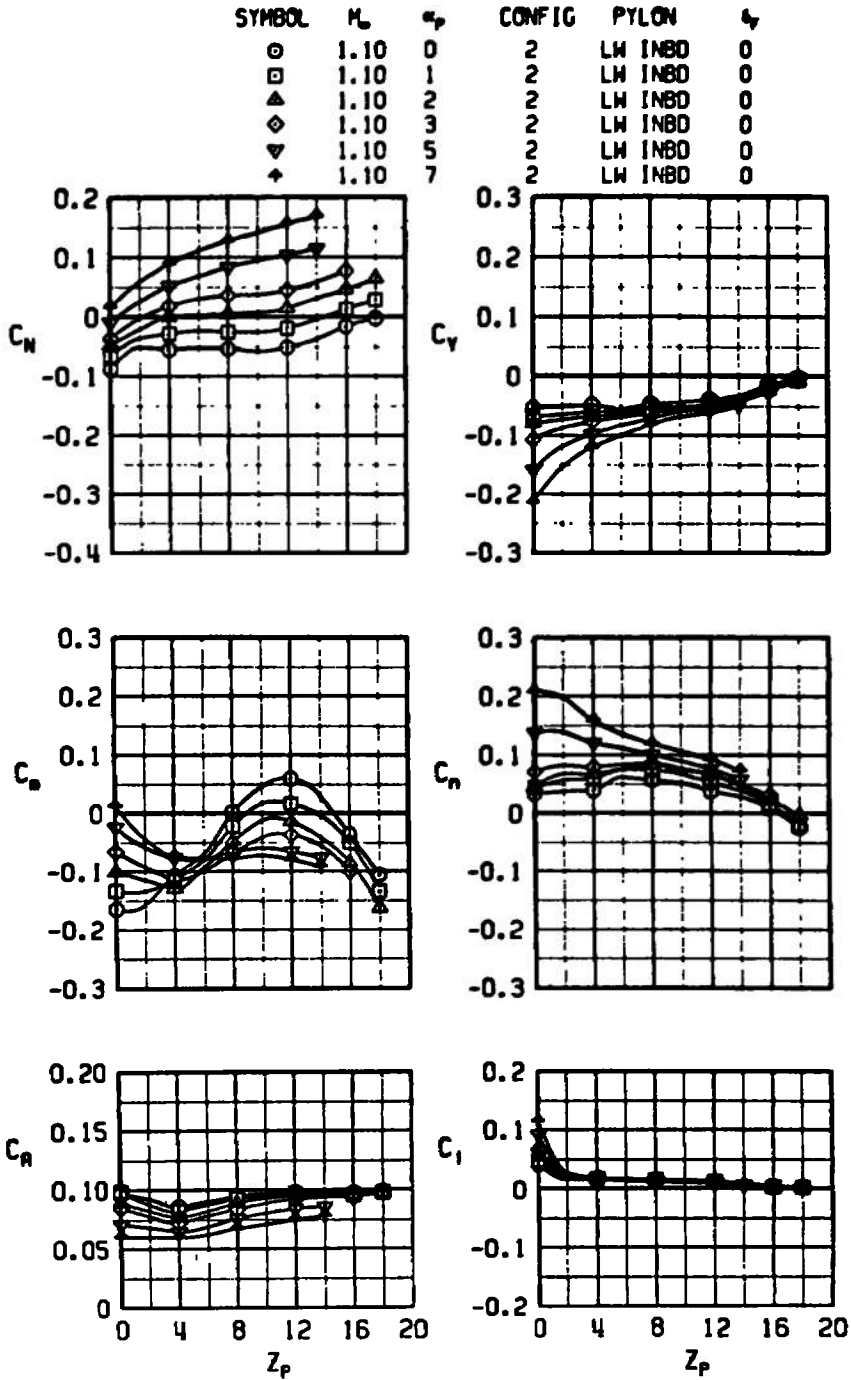 SYMBOL M∞ αP CONFIG PYLON δF
1.10 0 2 LW INBD 0
1.10 1 2 LW INBD 0
1.10 2 2 LW INBD 0
1.10 3 2 LW INBD 0
1.10 5 2 LW INBD 0
1.10 7 2 LW INBD 0
0.2
0.1
0
-0.1
-0.2
-0.3
-0.4
CN
0.3
0.2
0.1
0
-0.1
-0.2
-0.3
CY
0.3
0.2
0.1
0
-0.1
-0.2
-0.3
Cm
0.3
0.2
0.1
0
-0.1
-0.2
-0.3
Cn
0.20
0.15
0.10
0.05
0
CA
0 4 8 12 16 20
ZP
0.2
0.1
0
-0.1
-0.2
Cl
0 4 8 12 16 20
ZP